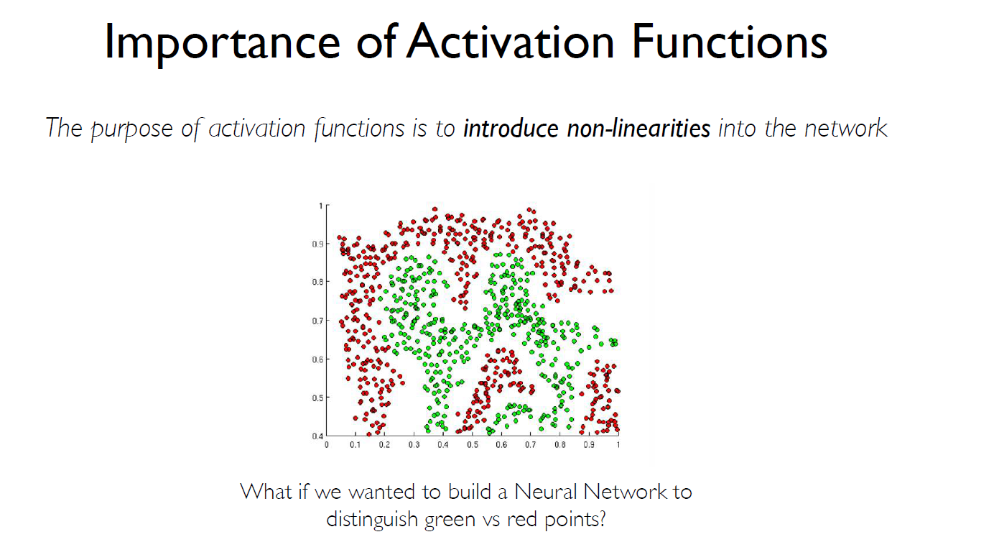 Importance of Activation Functions
The purpose of activation functions is to introduce non-linearities into the network
1
0.9
0.8
0.7
0.6
0.5
0.4
0 0.1 0.2 0.3 0.4 0.5 0.6 0.7 0.8 0.9 1
What if we wanted to build a Neural Network to
distinguish green vs red points?